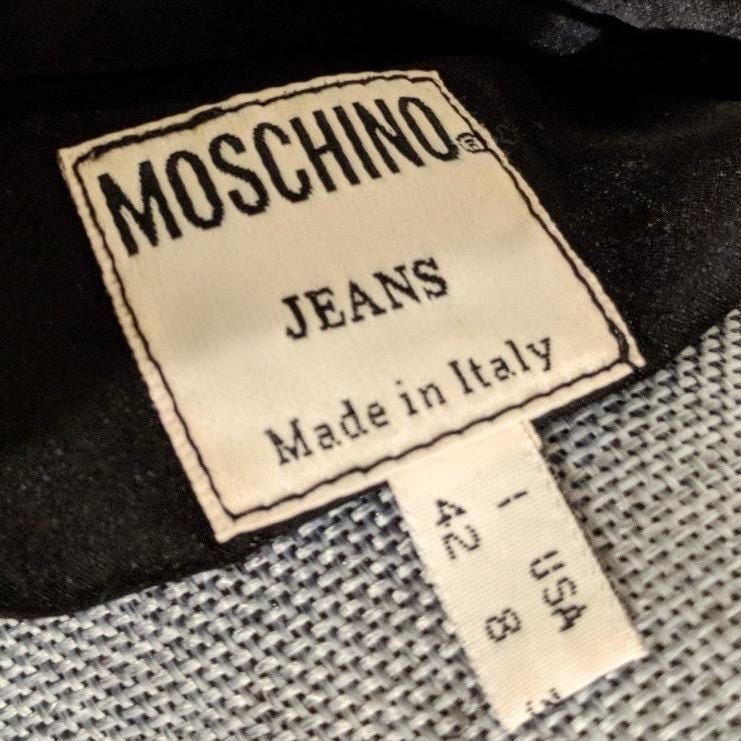 MOSCHINO®
JEANS
Made in Italy
I USA
42 8